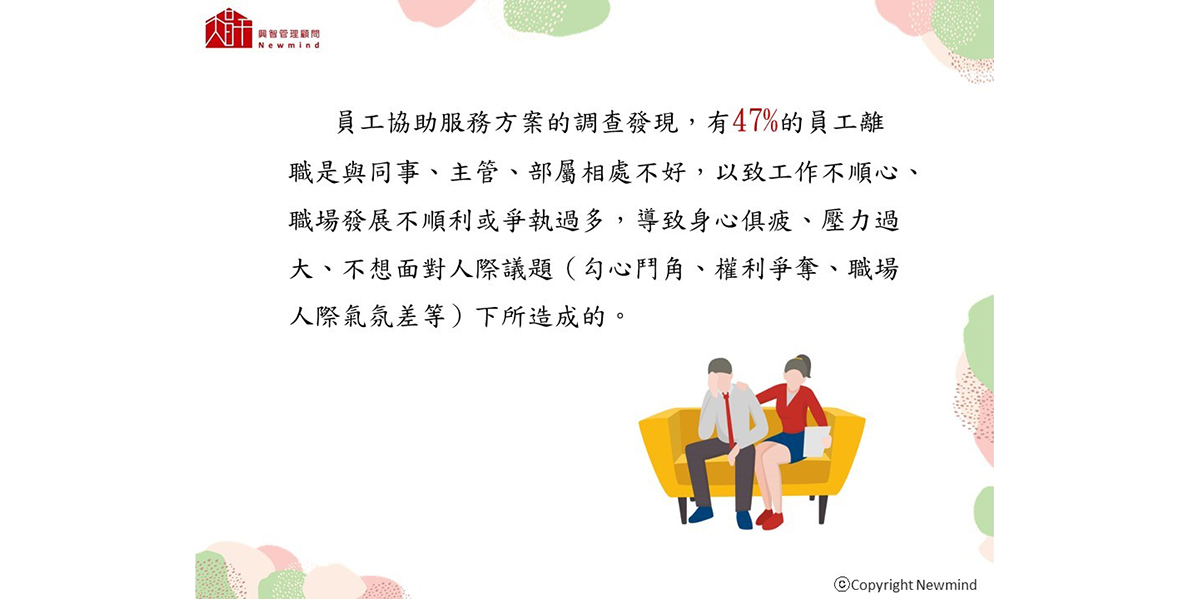 興智管理顧問
Newmind
員工協助服務方案的調查發現，有47%的員工離
職是與同事、主管、部屬相處不好，以致工作不順心、
職場發展不順利或爭執過多，導致身心俱疲、壓力過
大、不想面對人際議題（勾心鬥角、權利爭奪、職場
人際氣氛差等）下所造成的。
ⒸCopyright Newmind